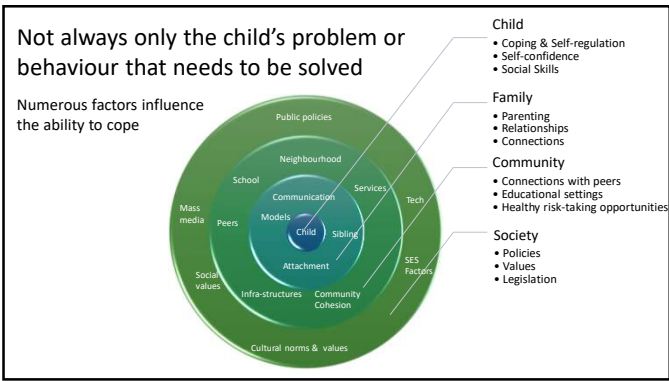 Not always only the child's problem or
behaviour that needs to be solved
Numerous factors influence
the ability to cope
Public policies
Neighbourhood
School
Services
Communication
Mass
media
Tech
Peers
Models
Child
Sibling
Attachment
Social
values
SES
Factors
Infra-structures
Community
Cohesion
Cultural norms & values
Child
• Coping & Self-regulation
• Self-confidence
• Social Skills
Family
• Parenting
• Relationships
• Connections
Community
• Connections with peers
• Educational settings
• Healthy risk-taking opportunities
Society
• Policies
• Values
• Legislation